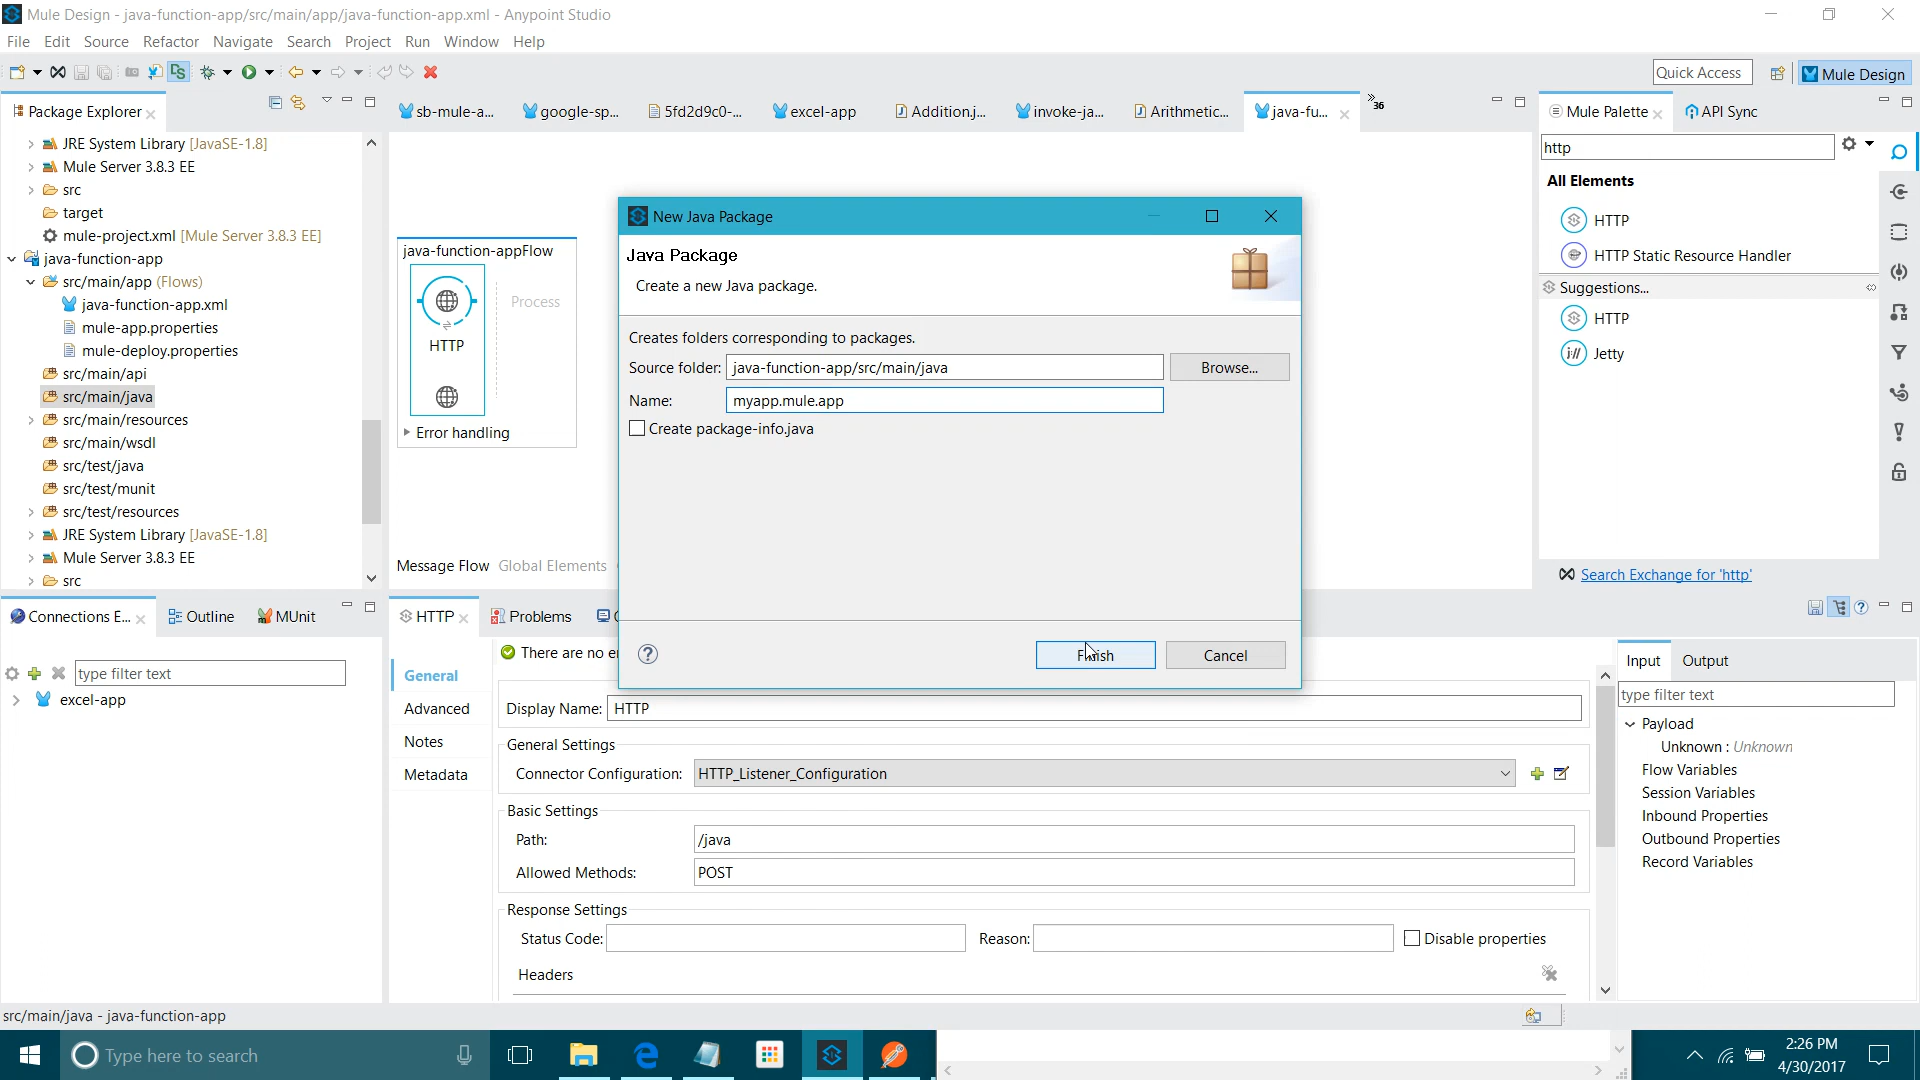 Mule Design - java-function-app/src/main/app/java-function-app.xml - Anypoint Studio
File Edit Source Refactor Navigate Search Project Run Window Help
Quick Access
Mule Design
Package Explorer
sb-mule-a...
google-sp...
5fd2d9c0-...
excel-app
Addition.j...
invoke-ja...
Arithmetic...
java-fu...
36
Mule Palette
API Sync
JRE System Library [JavaSE-1.8]
Mule Server 3.8.3 EE
src
target
mule-project.xml [Mule Server 3.8.3 EE]
java-function-app
src/main/app (Flows)
java-function-app.xml
mule-app.properties
mule-deploy.properties
src/main/api
src/main/java
src/main/resources
src/main/wsdl
src/test/java
src/test/munit
src/test/resources
JRE System Library [JavaSE-1.8]
Mule Server 3.8.3 EE
src
java-function-appFlow
HTTP
Process
Error handling
Message Flow Global Elements
New Java Package
Java Package
Create a new Java package.
Creates folders corresponding to packages.
Source folder: java-function-app/src/main/java
Browse...
Name: myapp.mule.app
Create package-info.java
Cancel
http
All Elements
HTTP
HTTP Static Resource Handler
Suggestions...
HTTP
Jetty
Search Exchange for 'http'
Connections E...
Outline
MUnit
type filter text
excel-app
HTTP
Problems
There are no
General
Advanced
Notes
Metadata
Display Name: HTTP
General Settings
Connector Configuration: HTTP_Listener_Configuration
Basic Settings
Path: /java
Allowed Methods: POST
Response Settings
Status Code:
Reason:
Disable properties
Headers
Input
Output
type filter text
Payload
Unknown : Unknown
Flow Variables
Session Variables
Inbound Properties
Outbound Properties
Record Variables
src/main/java - java-function-app
Type here to search
2:26 PM
4/30/2017